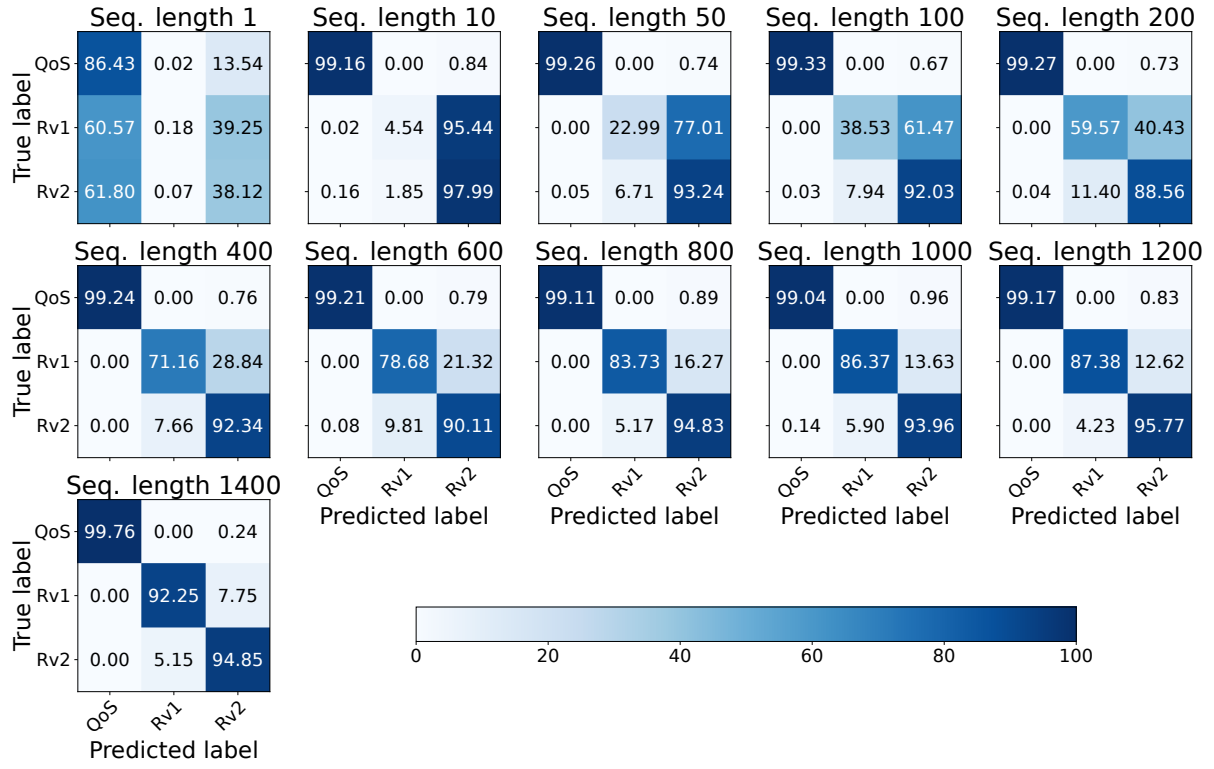 Seq. length 1 Seq. length 10 Seq. length 50 Seq. length 100 Seq. length 200
True label
QoS 86.43 0.02 13.54 99.16 0.00 0.84 99.26 0.00 0.74 99.33 0.00 0.67 99.27 0.00 0.73
Rv1 60.57 0.18 39.25 0.02 4.54 95.44 0.00 22.99 77.01 0.00 38.53 61.47 0.00 59.57 40.43
Rv2 61.80 0.07 38.12 0.16 1.85 97.99 0.05 6.71 93.24 0.03 7.94 92.03 0.04 11.40 88.56
Seq. length 400 Seq. length 600 Seq. length 800 Seq. length 1000 Seq. length 1200
True label
QoS 99.24 0.00 0.76 99.21 0.00 0.79 99.11 0.00 0.89 99.04 0.00 0.96 99.17 0.00 0.83
Rv1 0.00 71.16 28.84 0.00 78.68 21.32 0.00 83.73 16.27 0.00 86.37 13.63 0.00 87.38 12.62
Rv2 0.00 7.66 92.34 0.08 9.81 90.11 0.00 5.17 94.83 0.14 5.90 93.96 0.00 4.23 95.77
QoS Rv1 Rv2 QoS Rv1 Rv2 QoS Rv1 Rv2 QoS Rv1 Rv2
Predicted label Predicted label Predicted label Predicted label
Seq. length 1400
True label
QoS 99.76 0.00 0.24
Rv1 0.00 92.25 7.75
Rv2 0.00 5.15 94.85
QoS Rv1 Rv2
Predicted label
0 20 40 60 80 100